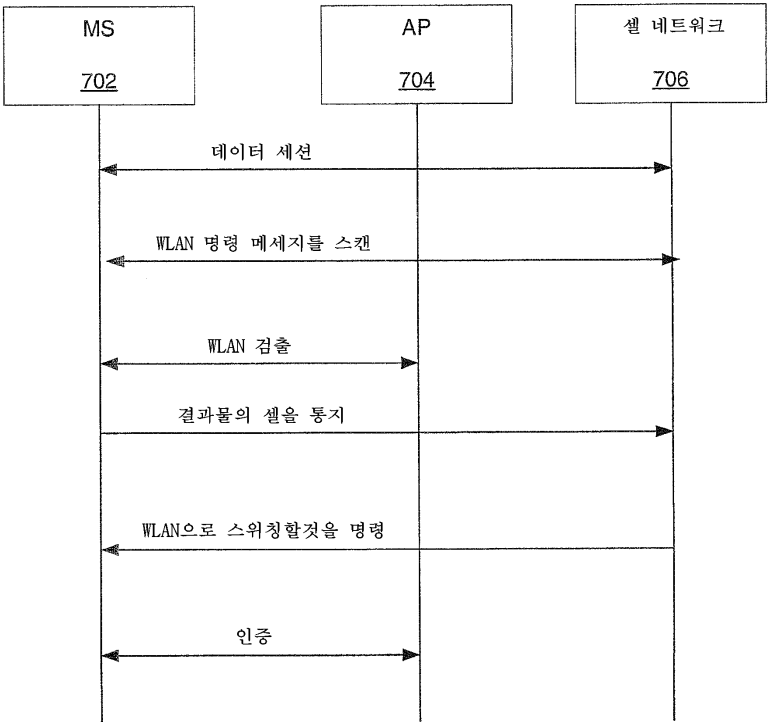 MS
702
AP
704
셀 네트워크
706
데이터 세션
WLAN 명령 메세지를 스캔
WLAN 검출
결과물의 셀을 통지
WLAN으로 스위칭할것을 명령
인증